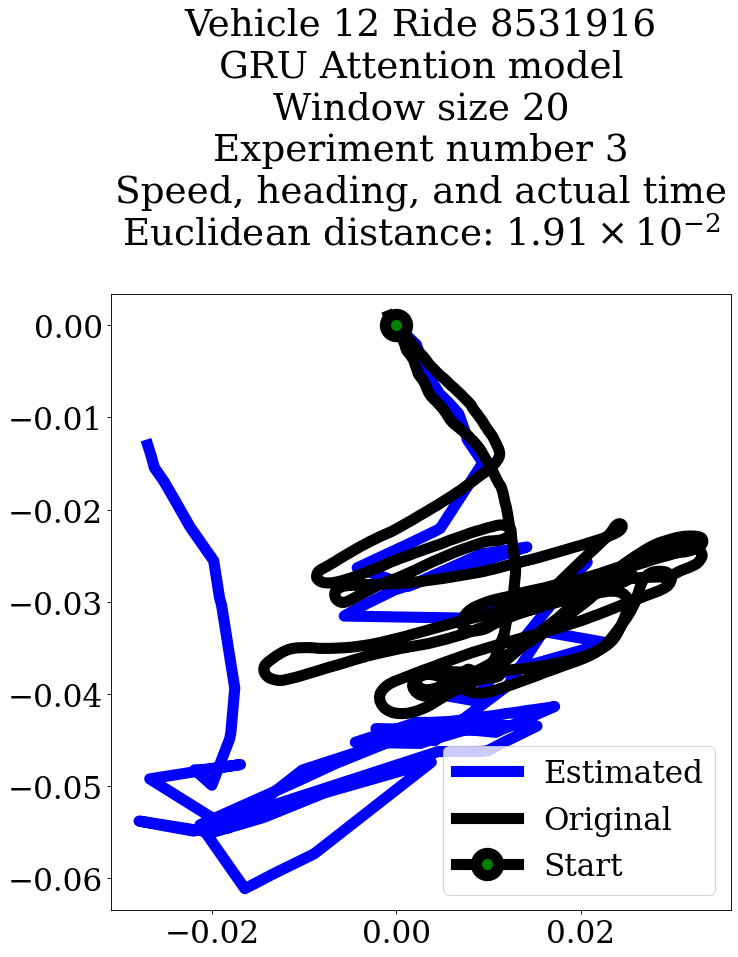 Vehicle 12 Ride 8531916
GRU Attention model
Window size 20
Experiment number 3
Speed, heading, and actual time
Euclidean distance: 1.91 × 10⁻²
0.00
−0.01
−0.02
−0.03
−0.04
−0.05
−0.06
Estimated
Original
Start
−0.02 0.00 0.02